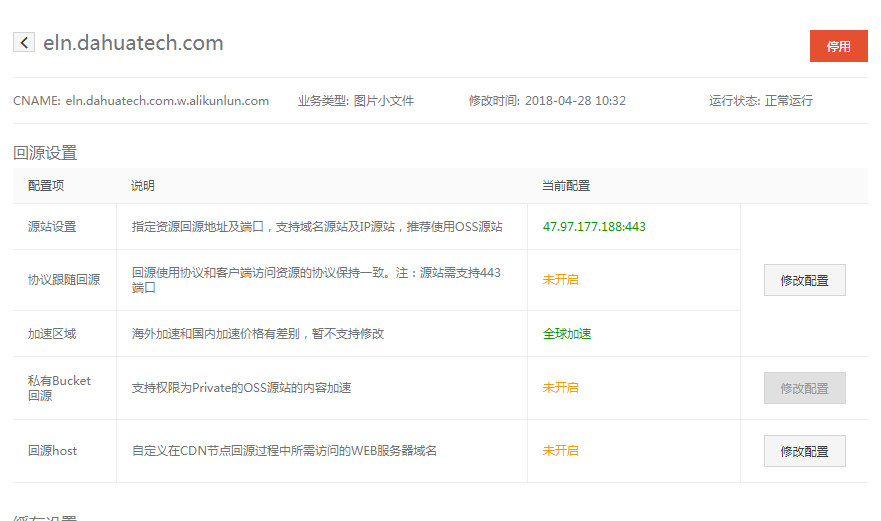 eln.dahuatech.com
停用
CNAME: eln.dahuatech.com.w.alikunlun.com 业务类型: 图片小文件 修改时间: 2018-04-28 10:32 运行状态: 正常运行
回源设置
配置项 说明 当前配置
源站设置 指定资源回源地址及端口，支持域名源站及IP源站，推荐使用OSS源站 47.97.177.188:443
协议跟随回源 回源使用协议和客户端访问资源的协议保持一致。注：源站需支持443
端口
未开启
修改配置
加速区域 海外加速和国内加速价格有差别，暂不支持修改 全球加速
私有Bucket
回源
支持权限为Private的OSS源站的内容加速 未开启 修改配置
回源host 自定义在CDN节点回源过程中所需访问的WEB服务器域名 未开启 修改配置